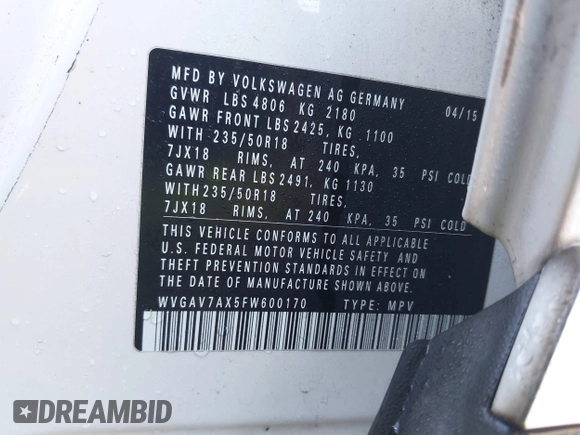 MFD BY VOLKSWAGEN AG GERMANY 04/15
GVWR LBS 4806 KG 2180
GAWR FRONT LBS 2425, KG 1100
WITH 235/50R18 TIRES,
7JX18 RIMS, AT 240 KPA, 35 PSI COLD
GAWR REAR LBS 2491, KG 1130
WITH 235/50R18 TIRES,
7JX18 RIMS, AT 240 KPA, 35 PSI COLD
THIS VEHICLE CONFORMS TO ALL APPLICABLE
U.S. FEDERAL MOTOR VEHICLE SAFETY AND
THEFT PREVENTION STANDARDS IN EFFECT ON
THE DATE OF MANUFACTURE SHOWN ABOVE.
WVGAV7AX5FW600170 TYPE: MPV
DREAMBID